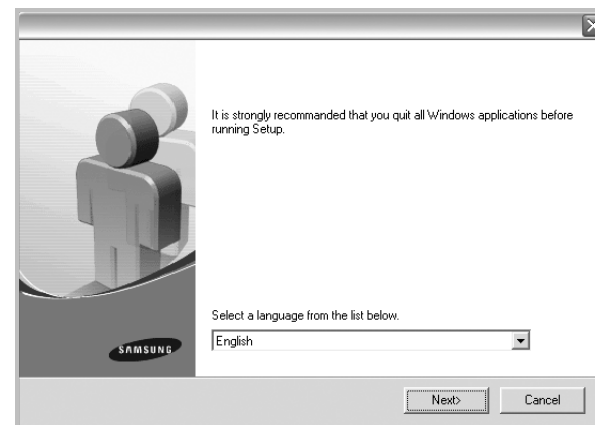 It is strongly recommanded that you quit all Windows applications before
running Setup.
Select a language from the list below.
English
SAMSUNG
Next>
Cancel